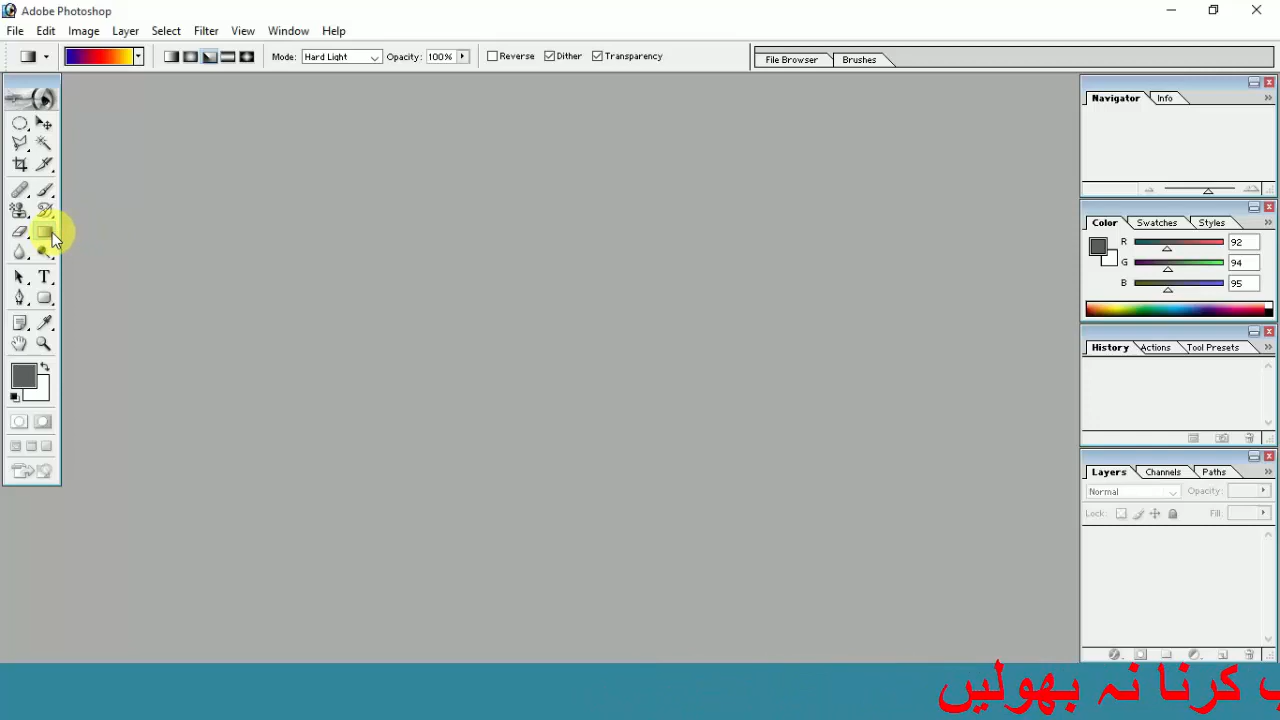 Adobe Photoshop
File Edit Image Layer Select Filter View Window Help
Mode: Hard Light Opacity: 100% Reverse Dither Transparency File Browser Brushes
Navigator Info
Color Swatches Styles
R 92
G 94
B 95
T
History Actions Tool Presets
Layers Channels Paths
Normal Opacity:
Lock: Fill:
کرنا نہ بھولیں